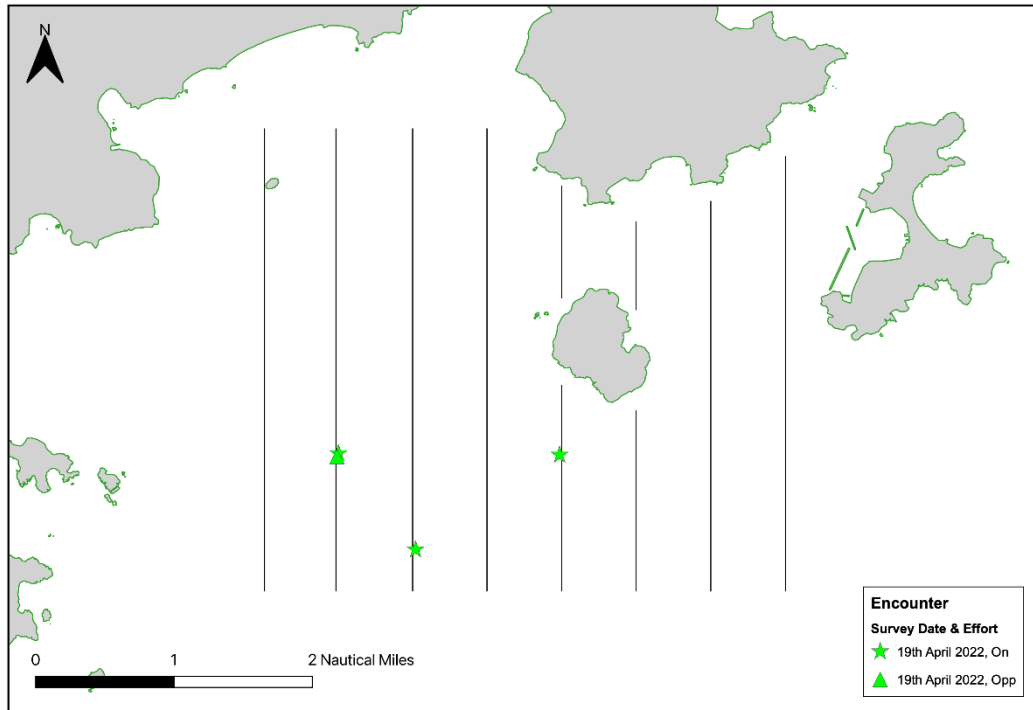 N
Encounter
Survey Date & Effort
19th April 2022, On
19th April 2022, Opp
0 1 2 Nautical Miles